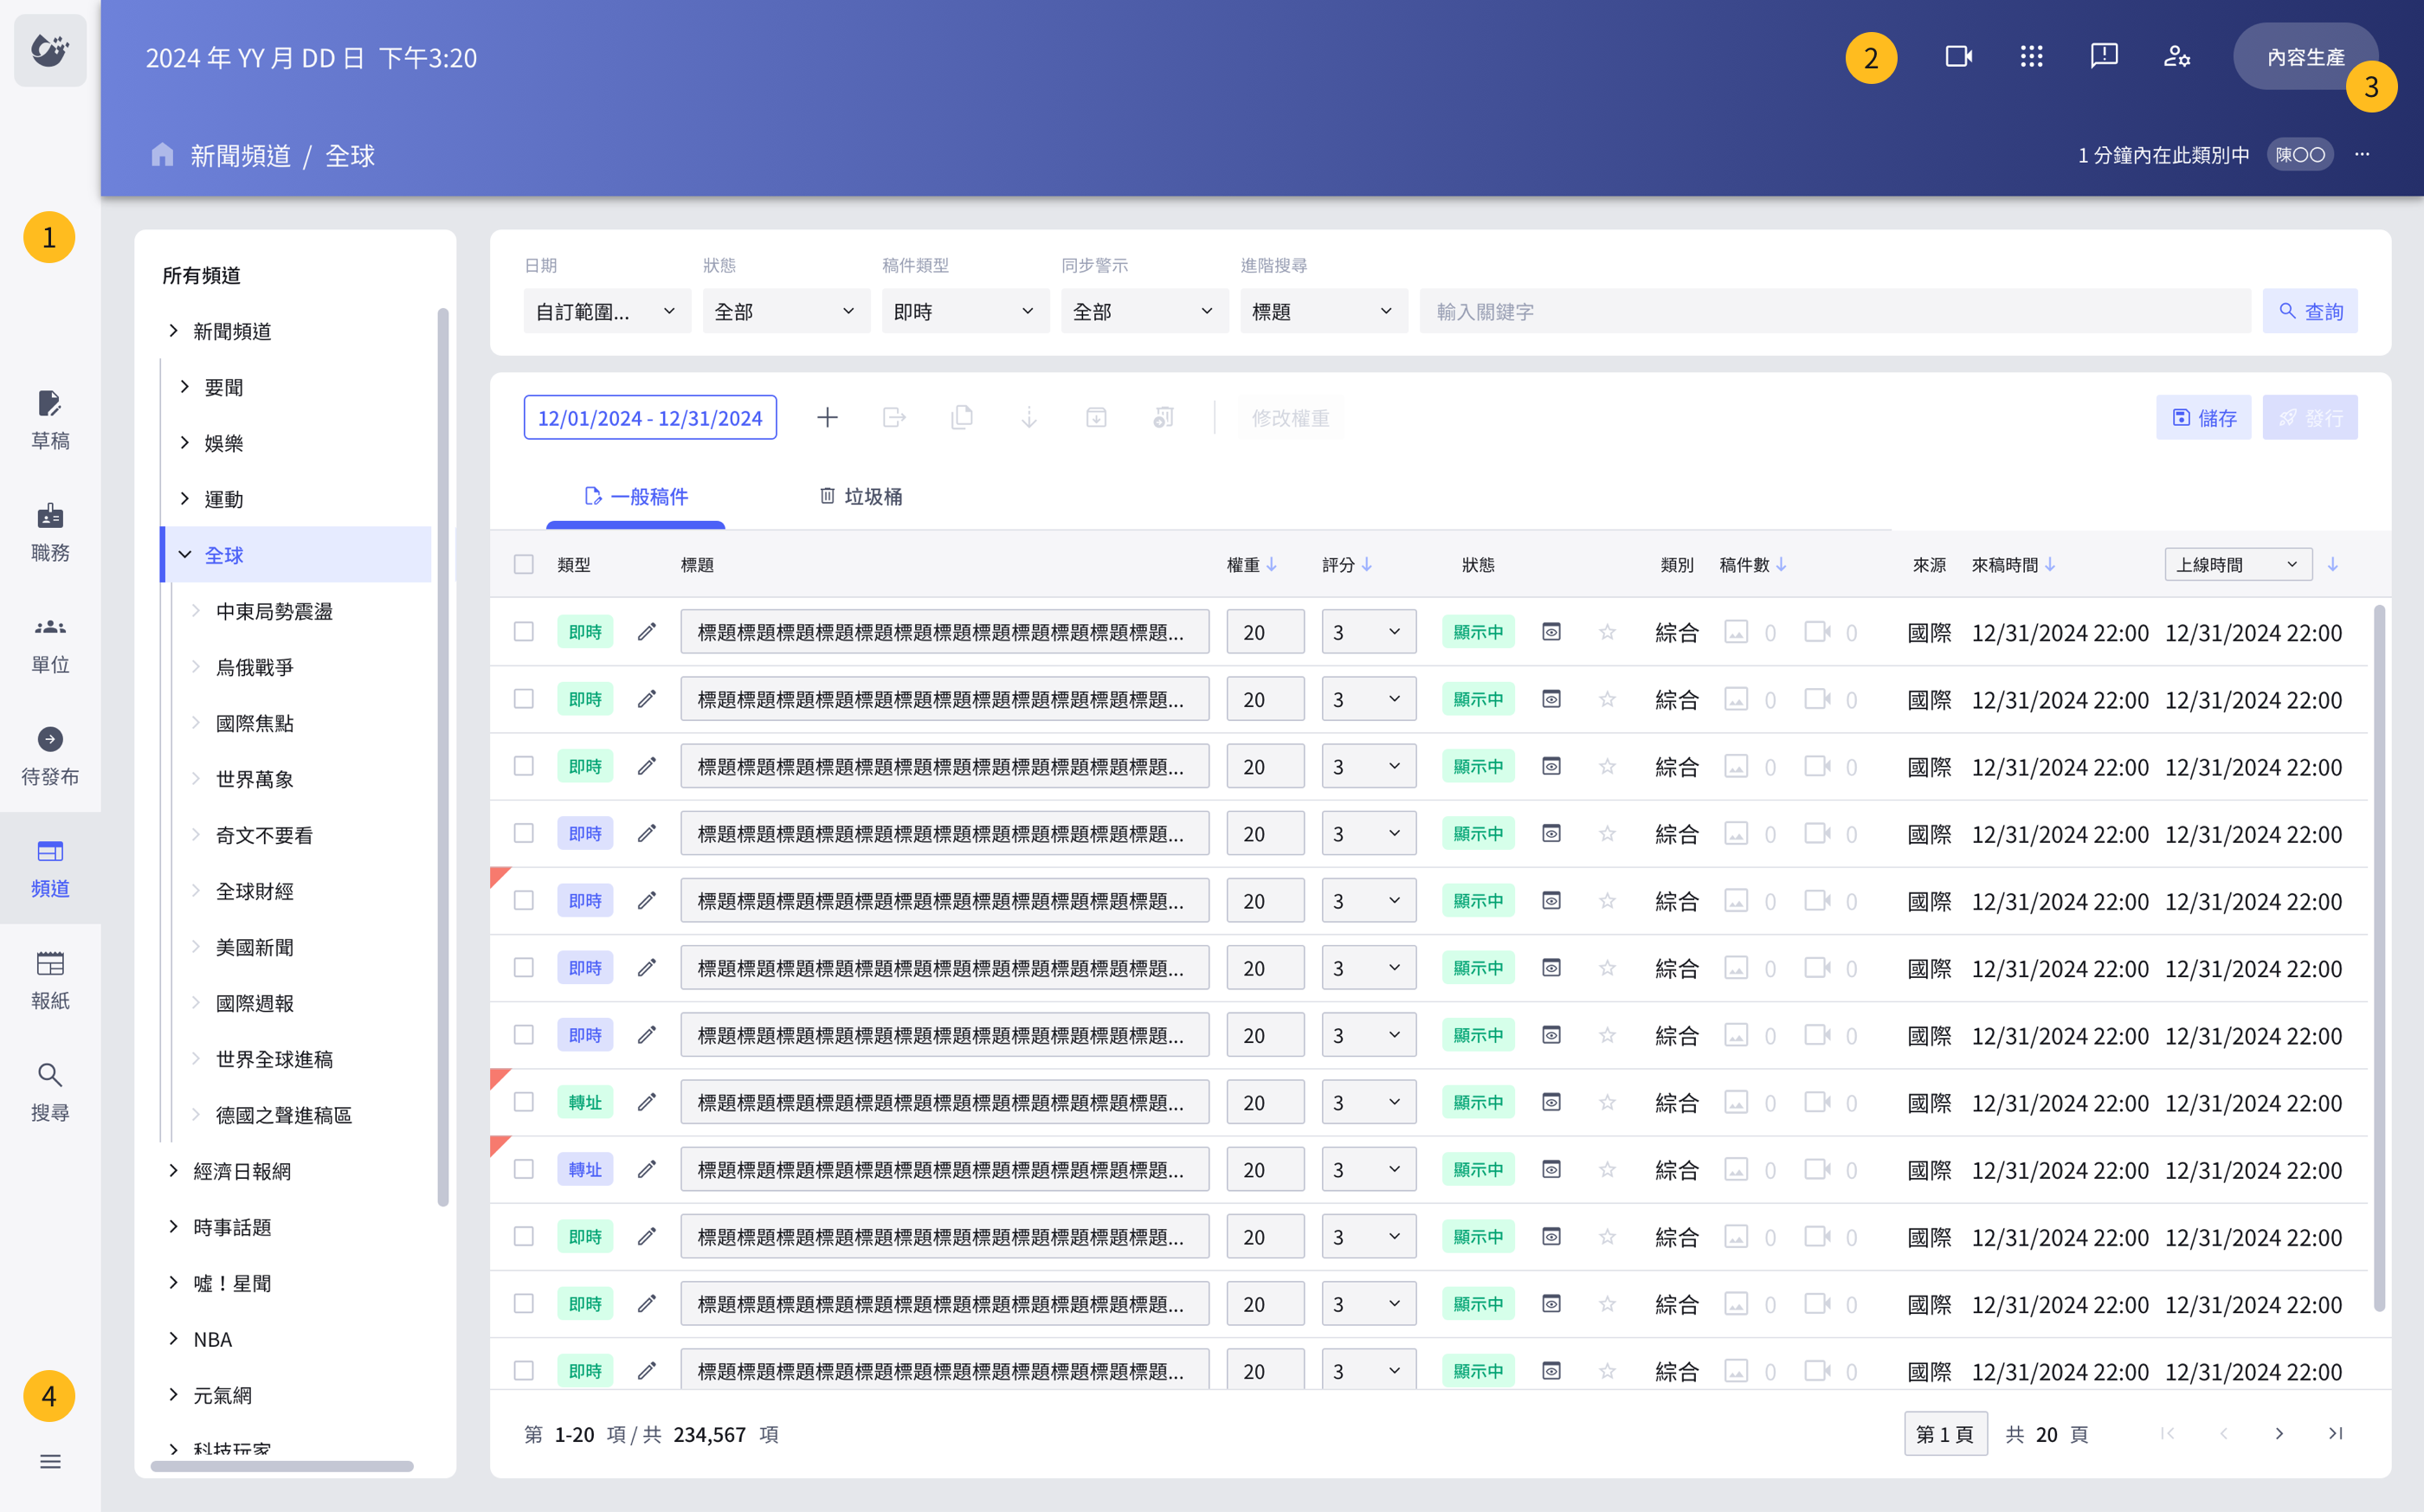 2024 年 YY 月 DD 日 下午3:20
2
內容生產
3
新聞頻道 / 全球
1 分鐘內在此類別中 陳〇〇 ...
1
草稿
職務
單位
待發布
頻道
報紙
搜尋
4
所有頻道
新聞頻道
要聞
娛樂
運動
全球
中東局勢震盪
烏俄戰爭
國際焦點
世界萬象
奇文不要看
全球財經
美國新聞
國際週報
世界全球進稿
德國之聲進稿區
經濟日報網
時事話題
噓！星聞
NBA
元氣網
科技玩家
日期 狀態 稿件類型 同步警示 進階搜尋
自訂範圍... 全部 即時 全部 標題 輸入關鍵字 查詢
12/01/2024 - 12/31/2024 修改權重 儲存 發行
一般稿件 垃圾桶
類型 標題 權重 評分 狀態 類別 稿件數 來源 來稿時間 上線時間
即時 標題標題標題標題標題標題標題標題標題標題標題標題... 20 3 顯示中 綜合 0 0 國際 12/31/2024 22:00 12/31/2024 22:00
即時 標題標題標題標題標題標題標題標題標題標題標題標題... 20 3 顯示中 綜合 0 0 國際 12/31/2024 22:00 12/31/2024 22:00
即時 標題標題標題標題標題標題標題標題標題標題標題標題... 20 3 顯示中 綜合 0 0 國際 12/31/2024 22:00 12/31/2024 22:00
即時 標題標題標題標題標題標題標題標題標題標題標題標題... 20 3 顯示中 綜合 0 0 國際 12/31/2024 22:00 12/31/2024 22:00
即時 標題標題標題標題標題標題標題標題標題標題標題標題... 20 3 顯示中 綜合 0 0 國際 12/31/2024 22:00 12/31/2024 22:00
即時 標題標題標題標題標題標題標題標題標題標題標題標題... 20 3 顯示中 綜合 0 0 國際 12/31/2024 22:00 12/31/2024 22:00
即時 標題標題標題標題標題標題標題標題標題標題標題標題... 20 3 顯示中 綜合 0 0 國際 12/31/2024 22:00 12/31/2024 22:00
轉址 標題標題標題標題標題標題標題標題標題標題標題標題... 20 3 顯示中 綜合 0 0 國際 12/31/2024 22:00 12/31/2024 22:00
轉址 標題標題標題標題標題標題標題標題標題標題標題標題... 20 3 顯示中 綜合 0 0 國際 12/31/2024 22:00 12/31/2024 22:00
即時 標題標題標題標題標題標題標題標題標題標題標題標題... 20 3 顯示中 綜合 0 0 國際 12/31/2024 22:00 12/31/2024 22:00
即時 標題標題標題標題標題標題標題標題標題標題標題標題... 20 3 顯示中 綜合 0 0 國際 12/31/2024 22:00 12/31/2024 22:00
即時 標題標題標題標題標題標題標題標題標題標題標題標題... 20 3 顯示中 綜合 0 0 國際 12/31/2024 22:00 12/31/2024 22:00
第 1-20 項 / 共 234,567 項
第 1 頁 共 20 頁